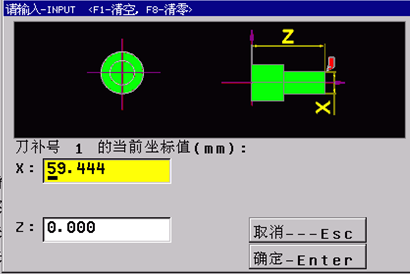 请输入-INPUT <F1-清空, F8-清零>
Z
X
刀补号 1 的当前坐标值(mm):
X: 59.444
Z: 0.000
取消---Esc
确定-Enter